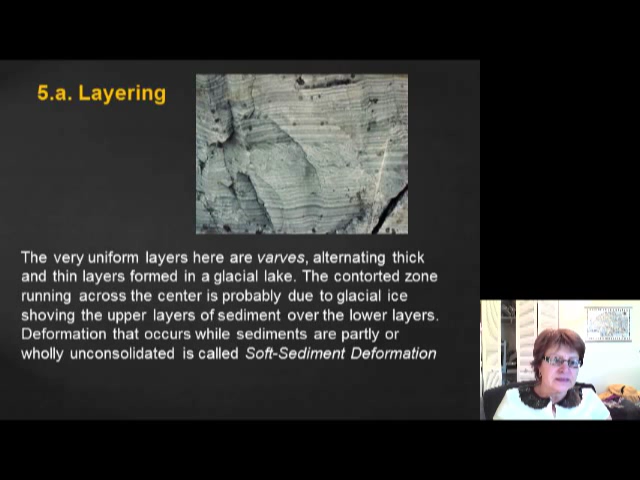 5.a. Layering
The very uniform layers here are varves, alternating thick
and thin layers formed in a glacial lake. The contorted zone
running across the center is probably due to glacial ice
shoving the upper layers of sediment over the lower layers.
Deformation that occurs while sediments are partly or
wholly unconsolidated is called Soft-Sediment Deformation